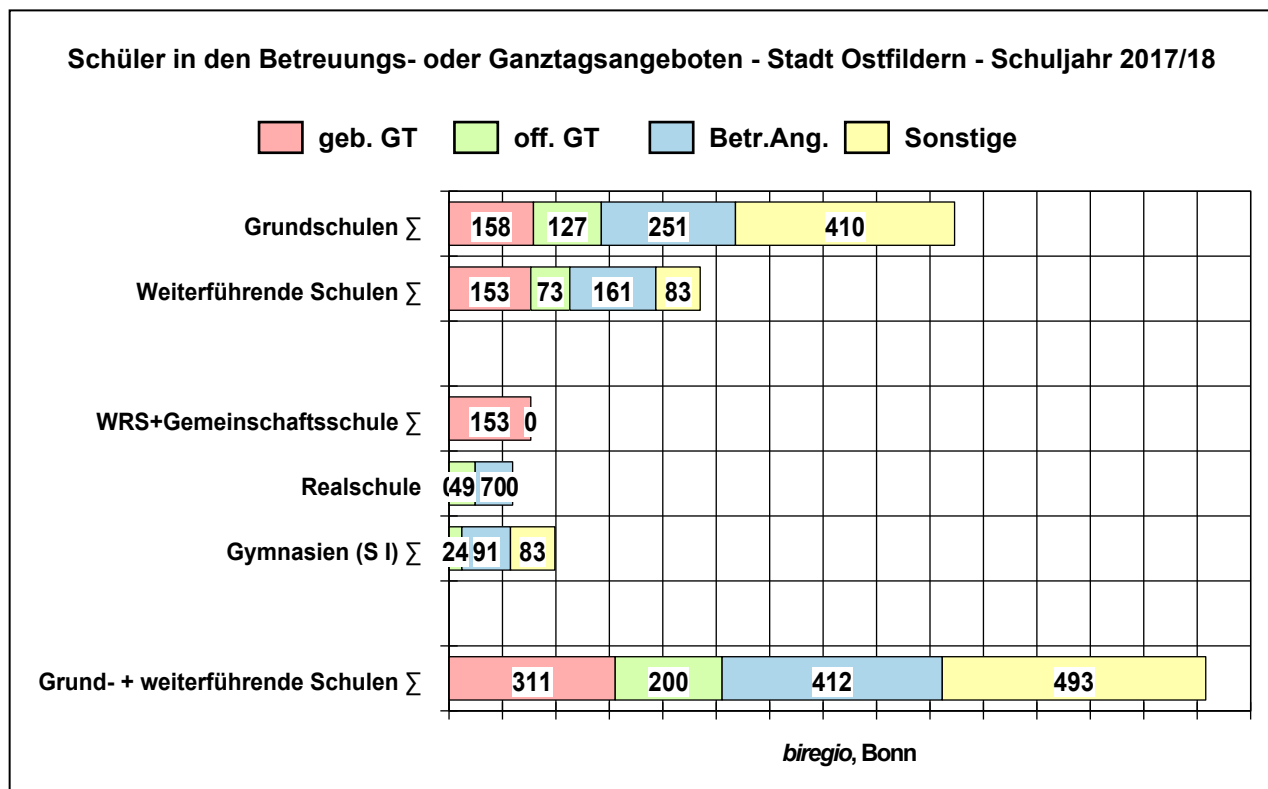 Schüler in den Betreuungs- oder Ganztagsangeboten - Stadt Ostfildern - Schuljahr 2017/18
geb. GT off. GT Betr.Ang. Sonstige
Grundschulen ∑ 158 127 251 410
Weiterführende Schulen ∑ 153 73 161 83
WRS+Gemeinschaftsschule ∑ 153 0
Realschule 0 49 70 0
Gymnasien (S I) ∑ 24 91 83
Grund- + weiterführende Schulen ∑ 311 200 412 493
biregio, Bonn